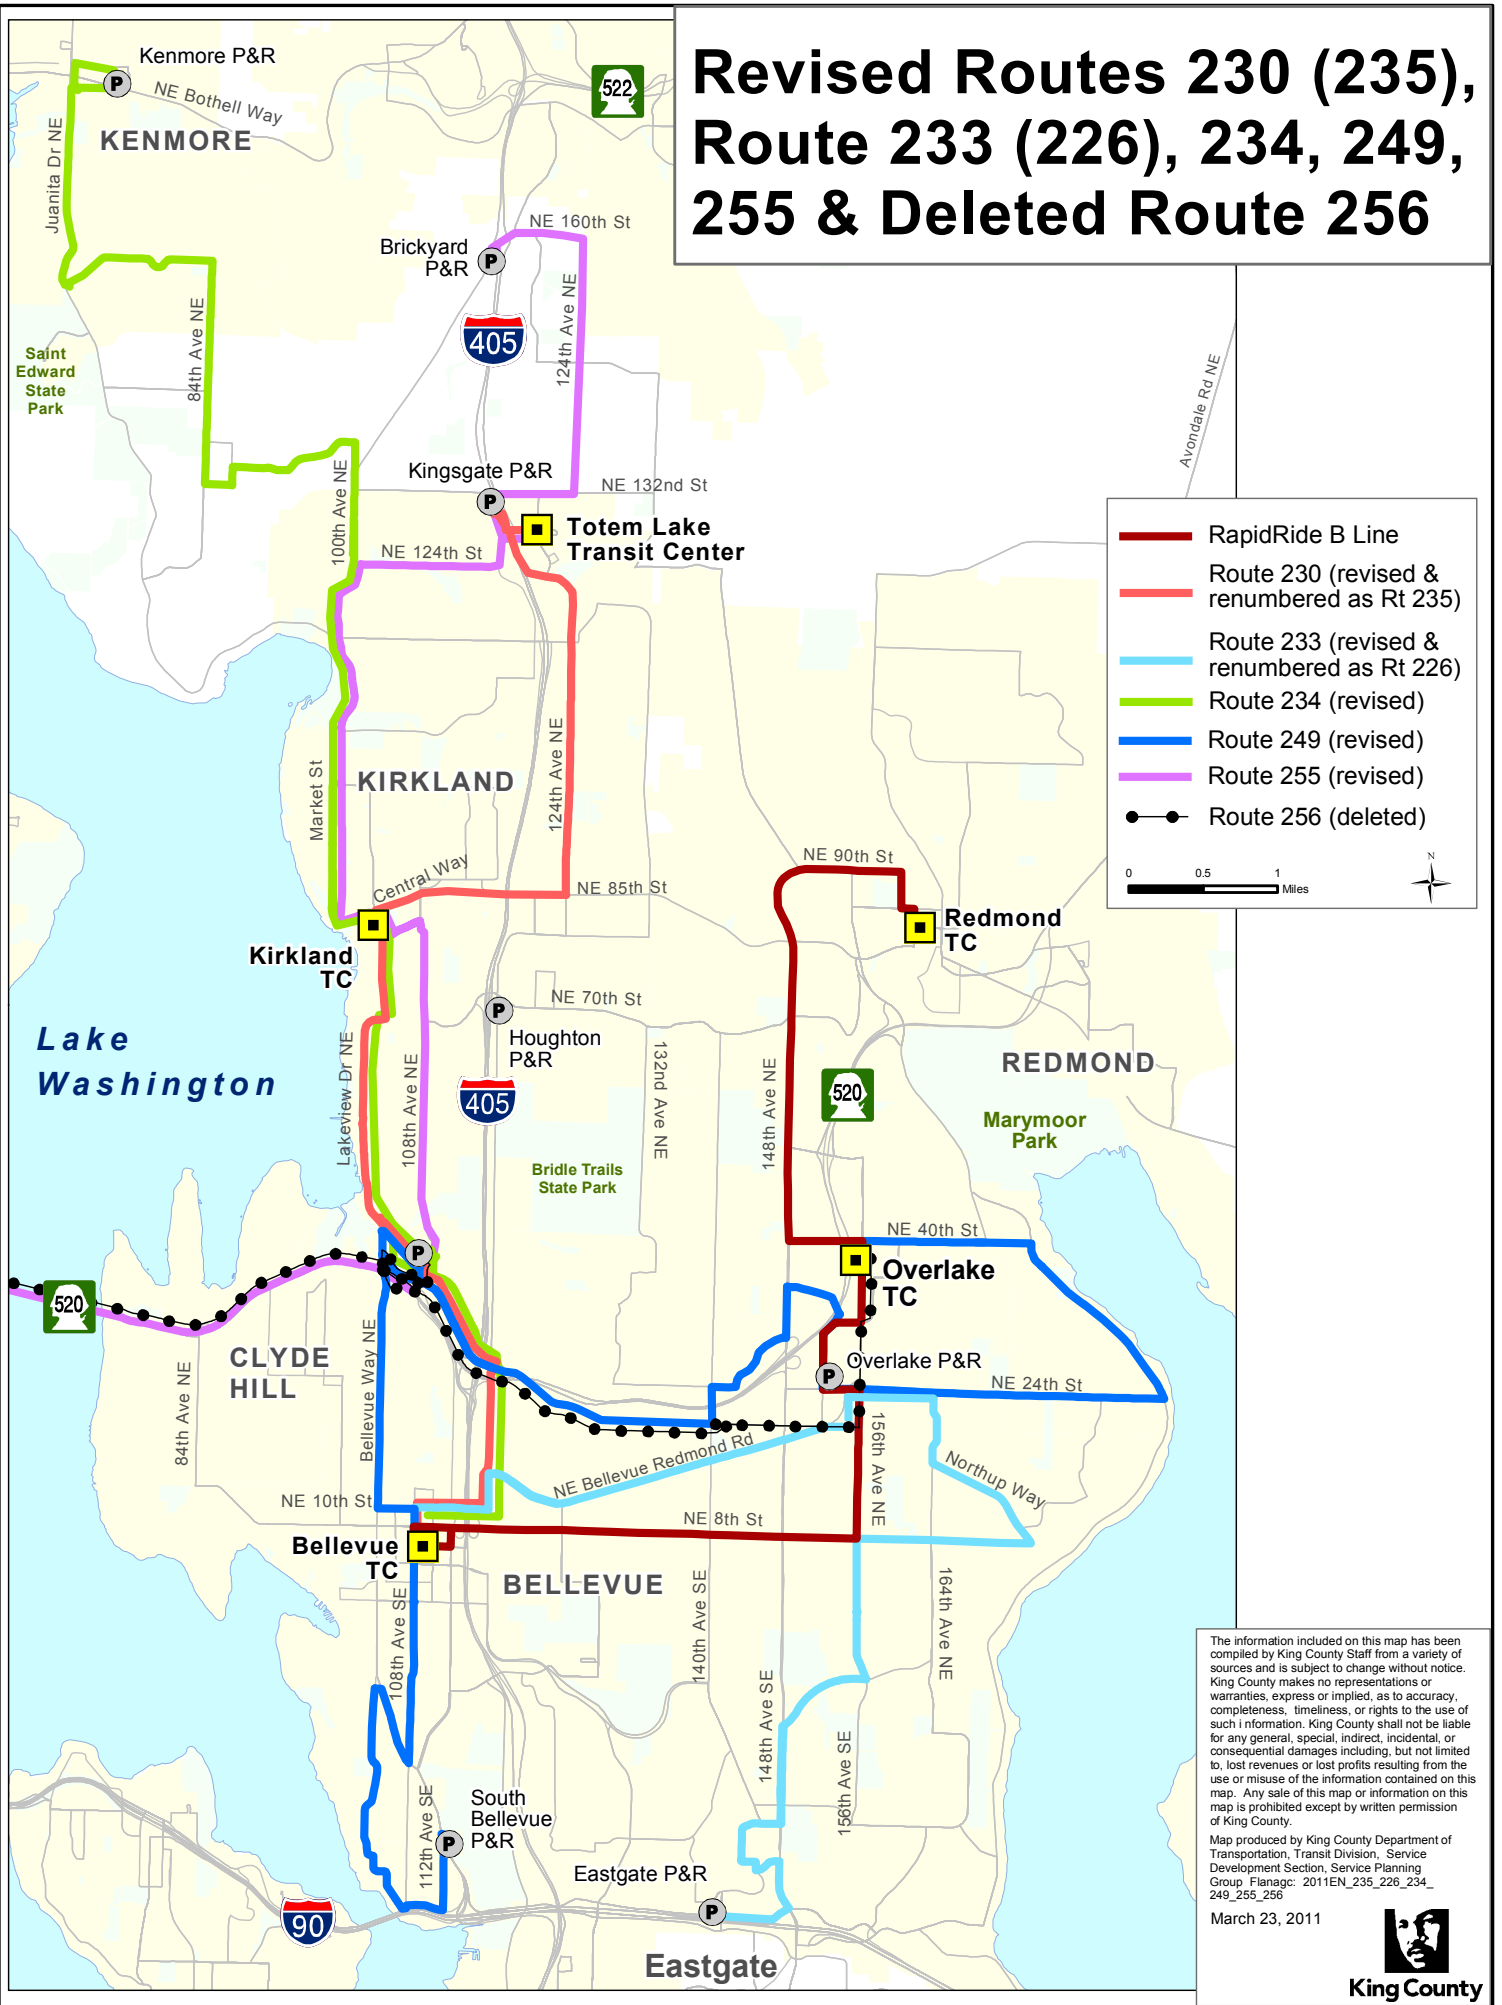 Revised Routes 230 (235),
Route 233 (226), 234, 249,
255 & Deleted Route 256
Kenmore P&R
P
NE Bothell Way
522
KENMORE
Juanita Dr NE
NE 160th St
Brickyard
P&R
P
405
124th Ave NE
84th Ave NE
Saint
Edward
State
Park
Avondale Rd NE
100th Ave NE
Kingsgate P&R
P
NE 132nd St
Totem Lake
Transit Center
NE 124th St
RapidRide B Line
Route 230 (revised &
renumbered as Rt 235)
Route 233 (revised &
renumbered as Rt 226)
Route 234 (revised)
Route 249 (revised)
Route 255 (revised)
Route 256 (deleted)
N
0 0.5 1
Miles
Market St
KIRKLAND
124th Ave NE
Central Way
NE 85th St
NE 90th St
Redmond
TC
Kirkland
TC
NE 70th St
P
Houghton
P&R
Lake
Washington
Lakeview Dr NE
108th Ave NE
405
132nd Ave NE
148th Ave NE
520
REDMOND
Marymoor
Park
Bridle Trails
State Park
P
NE 40th St
Overlake
TC
520
CLYDE
HILL
84th Ave NE
Bellevue Way NE
Overlake P&R
P
NE 24th St
156th Ave NE
NE Bellevue Redmond Rd
Northup Way
NE 10th St
NE 8th St
Bellevue
TC
BELLEVUE
108th Ave SE
140th Ave SE
164th Ave NE
148th Ave SE
156th Ave SE
112th Ave SE
South
Bellevue
P&R
P
Eastgate P&R
P
90
Eastgate
The information included on this map has been
compiled by King County Staff from a variety of
sources and is subject to change without notice.
King County makes no representations or
warranties, express or implied, as to accuracy,
completeness, timeliness, or rights to the use of
such i nformation. King County shall not be liable
for any general, special, indirect, incidental, or
consequential damages including, but not limited
to, lost revenues or lost profits resulting from the
use or misuse of the information contained on this
map. Any sale of this map or information on this
map is prohibited except by written permission
of King County.
Map produced by King County Department of
Transportation, Transit Division, Service
Development Section, Service Planning
Group Flanagc: 2011EN_235_226_234_
249_255_256
March 23, 2011
King County